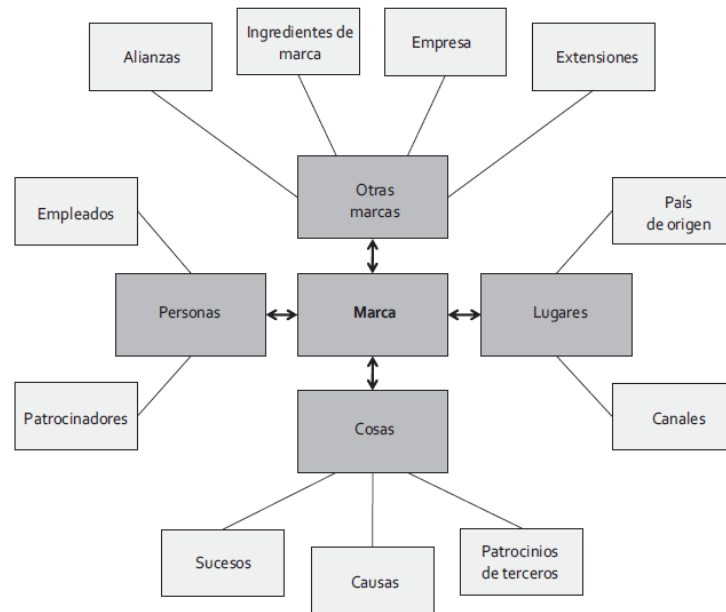 Alianzas
Ingredientes de
marca
Empresa
Extensiones
Otras
marcas
Empleados
País
de origen
Personas
Marca
Lugares
Patrocinadores
Cosas
Canales
Sucesos
Causas
Patrocinios
de terceros